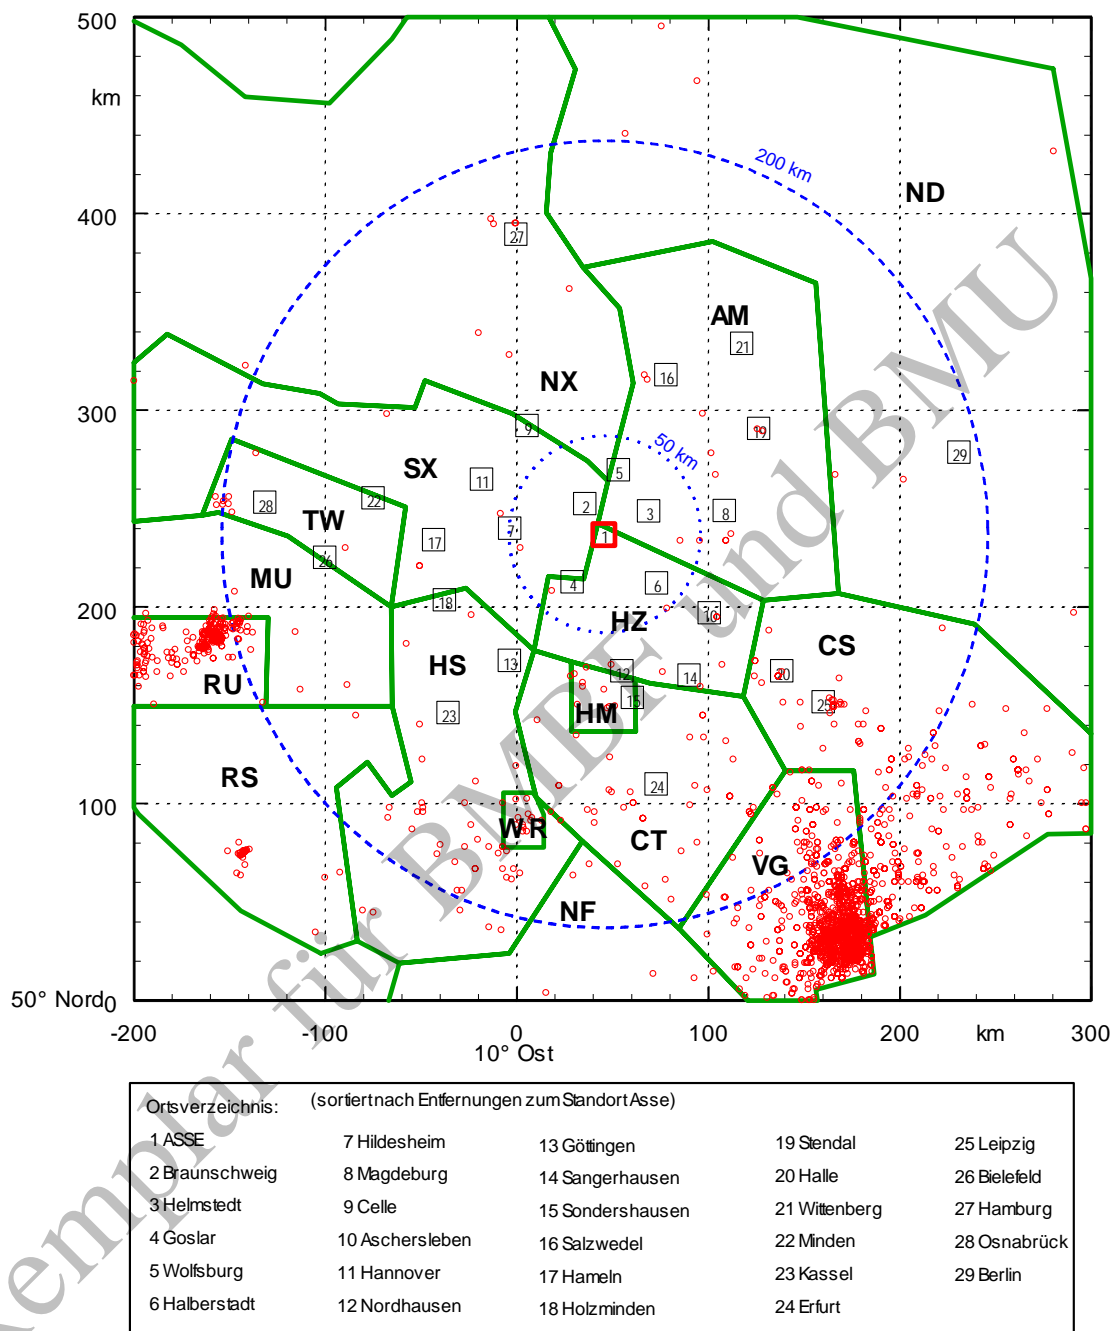 500
km
400
300
200
100
50° Nord
0
-200
-100
0
100
200
km
300
10° Ost
200 km
50 km
ND
AM
NX
SX
TW
MU
RU
HS
HZ
CS
HM
RS
WR
CT
VG
NF
27
21
16
9
19
29
11
5
22
28
2
3
8
7
17
1
26
4
6
18
10
13
12
14
20
15
25
23
24
Exemplar für BMBF und BMU
Ortsverzeichnis: (sortiert nach Entfernungen zum Standort Asse)
1 ASSE
2 Braunschweig
3 Helmstedt
4 Goslar
5 Wolfsburg
6 Halberstadt
7 Hildesheim
8 Magdeburg
9 Celle
10 Aschersleben
11 Hannover
12 Nordhausen
13 Göttingen
14 Sangerhausen
15 Sondershausen
16 Salzwedel
17 Hameln
18 Holzminden
19 Stendal
20 Halle
21 Wittenberg
22 Minden
23 Kassel
24 Erfurt
25 Leipzig
26 Bielefeld
27 Hamburg
28 Osnabrück
29 Berlin